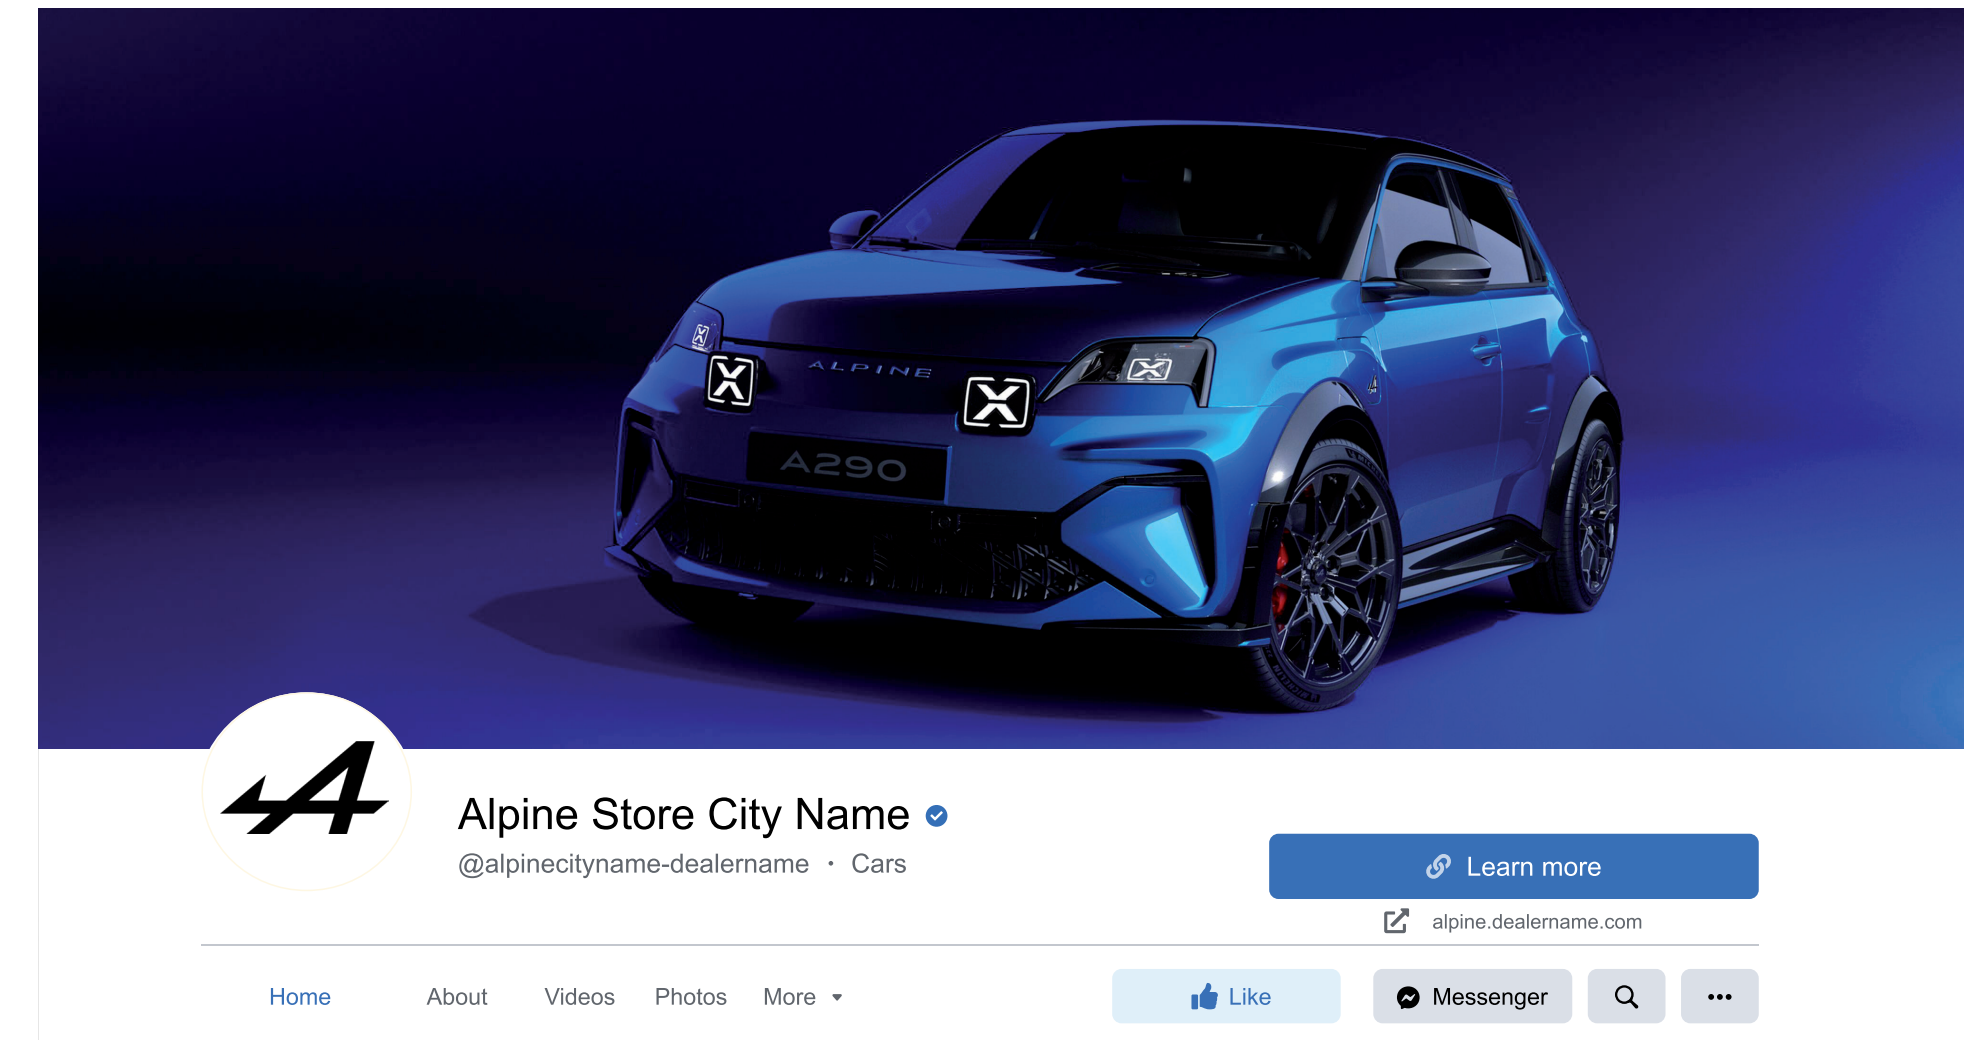 ALPINE
A290
Alpine Store City Name
@alpinecityname-dealername • Cars
Learn more
alpine.dealername.com
Home About Videos Photos More
Like Messenger